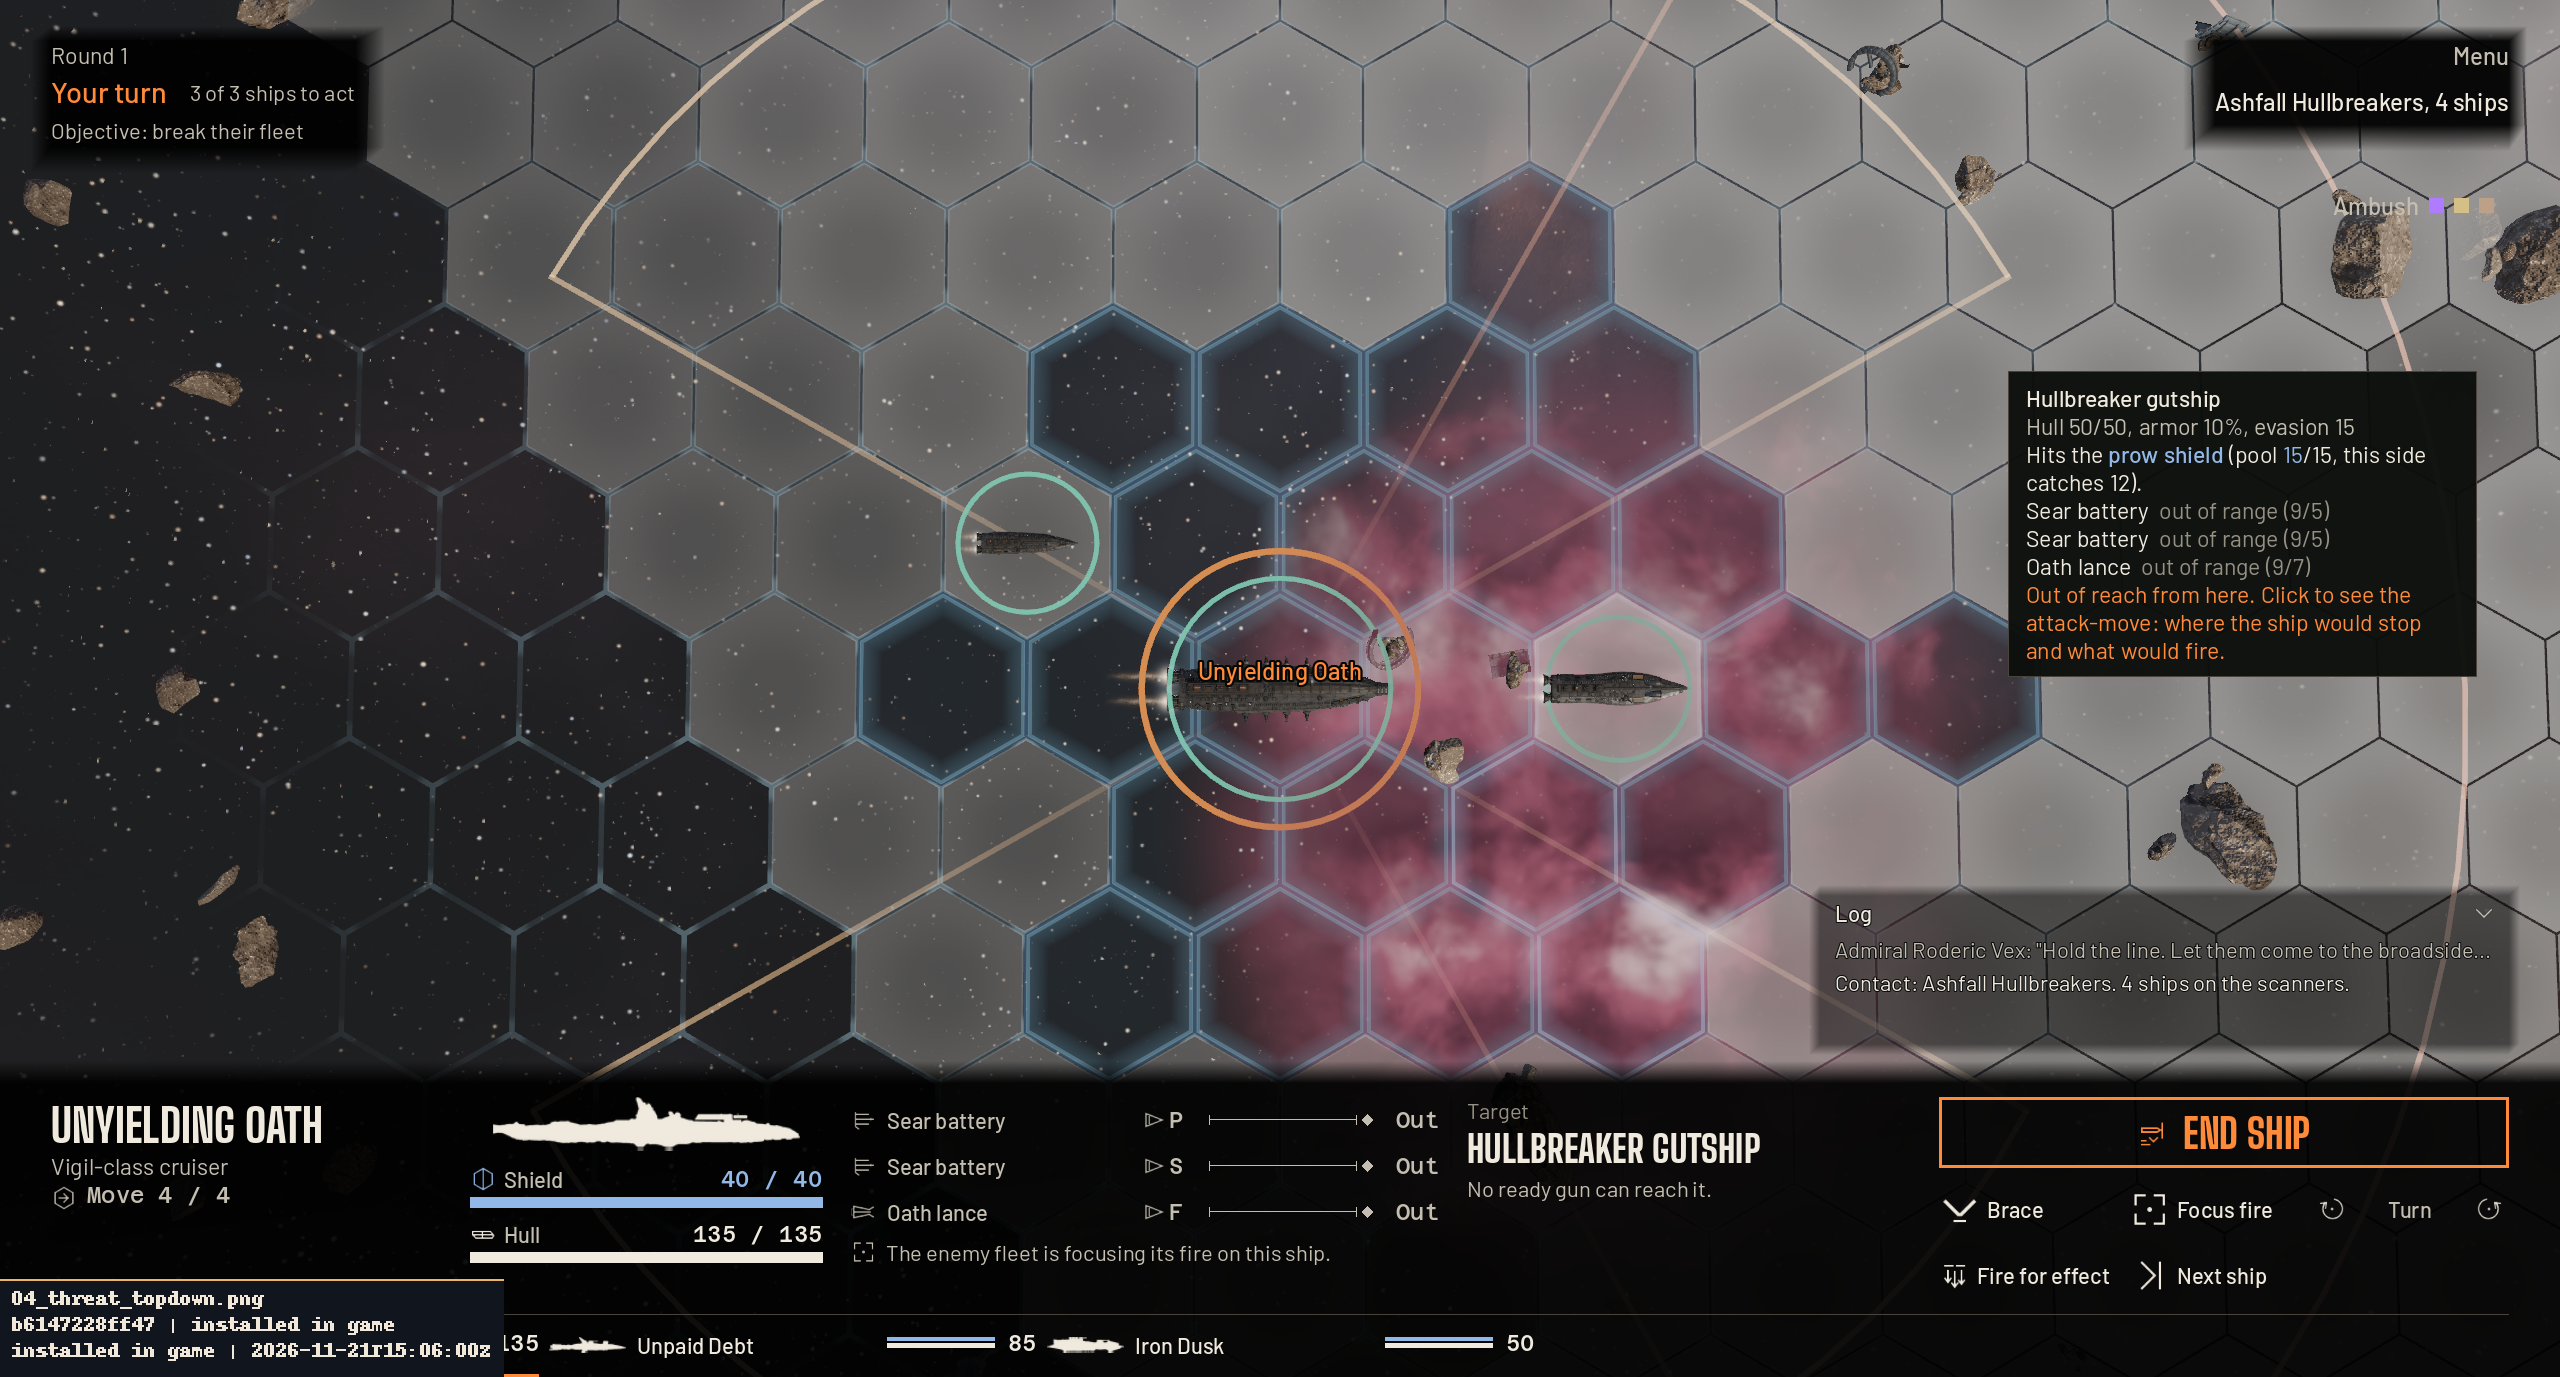 Round 1
Your turn 3 of 3 ships to act
Objective: break their fleet
Menu
Ashfall Hullbreakers, 4 ships
Ambush
Hullbreaker gutship
Hull 50/50, armor 10%, evasion 15
Hits the prow shield (pool 15/15, this side
catches 12).
Sear battery out of range (9/5)
Sear battery out of range (9/5)
Oath lance out of range (9/7)
Out of reach from here. Click to see the
attack-move: where the ship would stop
and what would fire.
Unyielding Oath
Log
Admiral Roderic Vex: "Hold the line. Let them come to the broadside...
Contact: Ashfall Hullbreakers. 4 ships on the scanners.
UNYIELDING OATH
Vigil-class cruiser
Move 4 / 4
Shield 40 / 40
Hull 135 / 135
Sear battery P Out
Sear battery S Out
Oath lance F Out
The enemy fleet is focusing its fire on this ship.
Target
HULLBREAKER GUTSHIP
No ready gun can reach it.
END SHIP
Brace Focus fire Turn
Fire for effect Next ship
04_threat_topdown.png
b6147228ff47 | installed in game
installed in game | 2026-11-21T15:06:00Z
135 Unpaid Debt 85 Iron Dusk 50